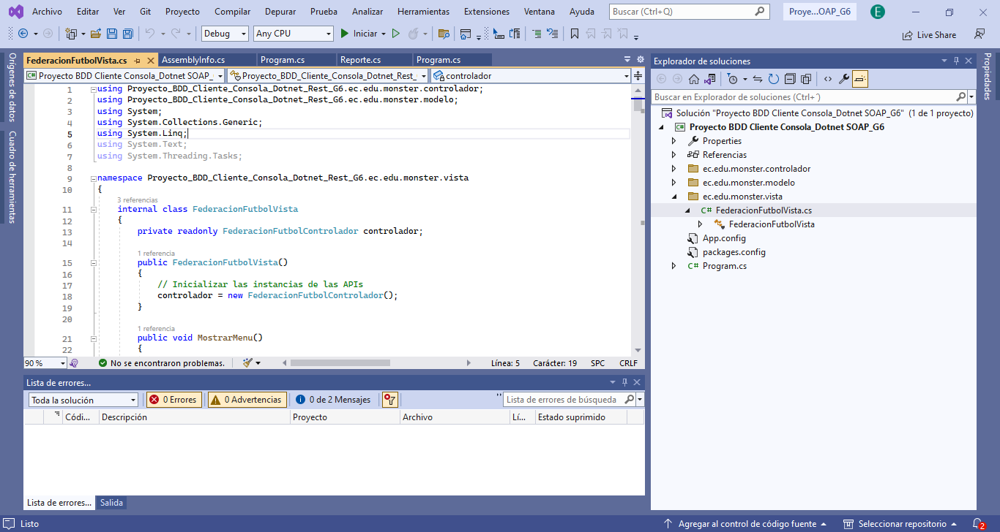 Archivo Editar Ver Git Proyecto Compilar Depurar Prueba Analizar Herramientas Extensiones Ventana Ayuda Buscar (Ctrl+Q) Proye...OAP_G6 E
Debug Any CPU Iniciar Live Share
Orígenes de datos
Cuadro de herramientas
FederacionFutbolVista.cs AssemblyInfo.cs Program.cs Reporte.cs Program.cs
Proyecto BDD Cliente Consola_Dotnet SOAP_ Proyecto_BDD_Cliente_Consola_Dotnet_Rest_ controlador
1 using Proyecto_BDD_Cliente_Consola_Dotnet_Rest_G6.ec.edu.monster.controlador;
2 using Proyecto_BDD_Cliente_Consola_Dotnet_Rest_G6.ec.edu.monster.modelo;
3 using System;
4 using System.Collections.Generic;
5 using System.Linq;
6 using System.Text;
7 using System.Threading.Tasks;
8
9 namespace Proyecto_BDD_Cliente_Consola_Dotnet_Rest_G6.ec.edu.monster.vista
10 {
3 referencias
11 internal class FederacionFutbolVista
12 {
13 private readonly FederacionFutbolControlador controlador;
14
1 referencia
15 public FederacionFutbolVista()
16 {
17 // Inicializar las instancias de las APIs
18 controlador = new FederacionFutbolControlador();
19 }
20
1 referencia
21 public void MostrarMenu()
22 {
90 % No se encontraron problemas. Línea: 5 Carácter: 19 SPC CRLF
Lista de errores...
Toda la solución 0 Errores 0 Advertencias 0 de 2 Mensajes Lista de errores de búsqueda
Códi... Descripción Proyecto Archivo Lí... Estado suprimido
Lista de errores... Salida
Explorador de soluciones
Buscar en Explorador de soluciones (Ctrl+´)
Solución "Proyecto BDD Cliente Consola_Dotnet SOAP_G6" (1 de 1 proyecto)
C# Proyecto BDD Cliente Consola_Dotnet SOAP_G6
Properties
Referencias
ec.edu.monster.controlador
ec.edu.monster.modelo
ec.edu.monster.vista
C# FederacionFutbolVista.cs
FederacionFutbolVista
App.config
packages.config
C# Program.cs
Propiedades
Listo Agregar al control de código fuente Seleccionar repositorio 2